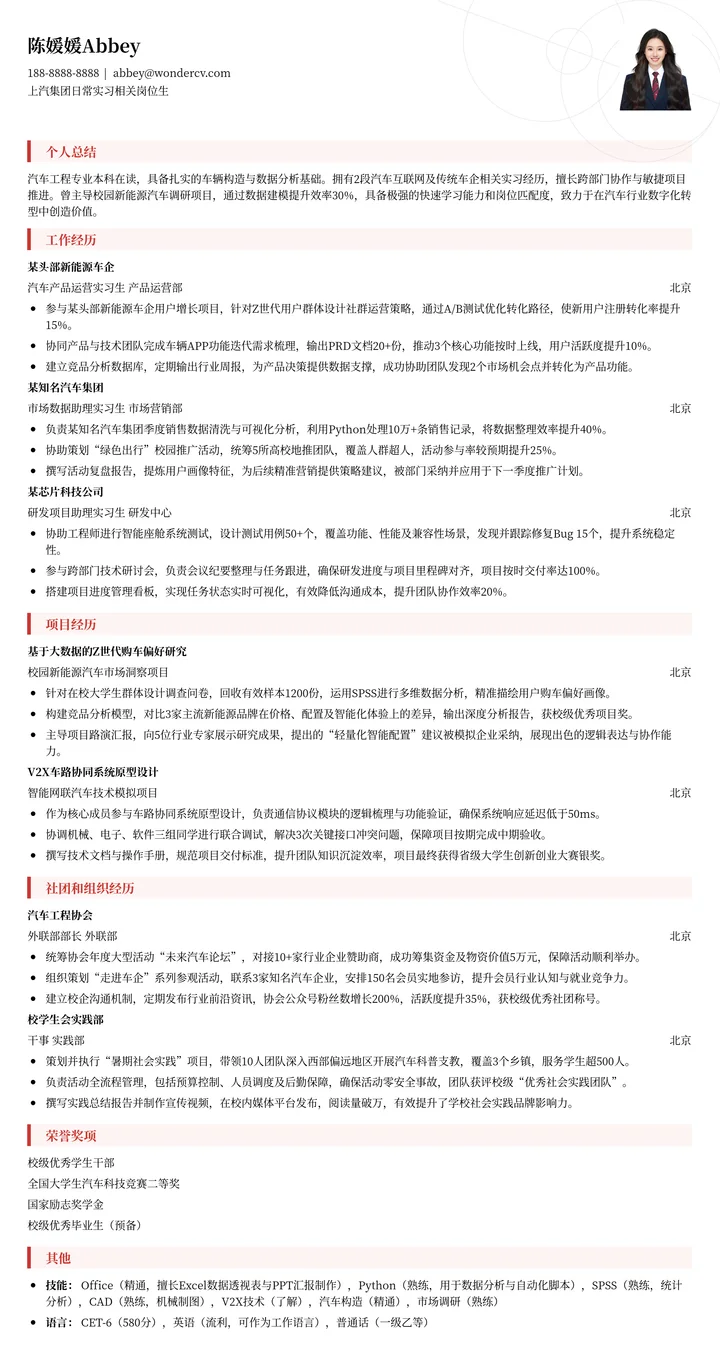 陈媛媛Abbey
188-8888-8888 | abbey@wondercv.com
上汽集团日常实习相关岗位生
个人总结
汽车工程专业本科在读，具备扎实的车辆构造与数据分析基础。拥有2段汽车互联网及传统车企相关实习经历，擅长跨部门协作与敏捷项目
推进。曾主导校园新能源汽车调研项目，通过数据建模提升效率30%，具备极强的快速学习能力和岗位匹配度，致力于在汽车行业数字化转
型中创造价值。
工作经历
某头部新能源车企
汽车产品运营实习生 产品运营部 北京
• 参与某头部新能源车企用户增长项目，针对Z世代用户群体设计社群运营策略，通过A/B测试优化转化路径，使新用户注册转化率提升
15%。
• 协同产品与技术团队完成车辆APP功能迭代需求梳理，输出PRD文档20+份，推动3个核心功能按时上线，用户活跃度提升10%。
• 建立竞品分析数据库，定期输出行业周报，为产品决策提供数据支撑，成功协助团队发现2个市场机会点并转化为产品功能。
某知名汽车集团
市场数据助理实习生 市场营销部 北京
• 负责某知名汽车集团季度销售数据清洗与可视化分析，利用Python处理10万+条销售记录，将数据整理效率提升40%。
• 协助策划“绿色出行”校园推广活动，统筹5所高校地推团队，覆盖人群超人，活动参与率较预期提升25%。
• 撰写活动复盘报告，提炼用户画像特征，为后续精准营销提供策略建议，被部门采纳并应用于下一季度推广计划。
某芯片科技公司
研发项目助理实习生 研发中心 北京
• 协助工程师进行智能座舱系统测试，设计测试用例50+个，覆盖功能、性能及兼容性场景，发现并跟踪修复Bug 15个，提升系统稳定
性。
• 参与跨部门技术研讨会，负责会议纪要整理与任务跟进，确保研发进度与项目里程碑对齐，项目按时交付率达100%。
• 搭建项目进度管理看板，实现任务状态实时可视化，有效降低沟通成本，提升团队协作效率20%。
项目经历
基于大数据的Z世代购车偏好研究
校园新能源汽车市场洞察项目 北京
• 针对在校大学生群体设计调查问卷，回收有效样本1200份，运用SPSS进行多维数据分析，精准描绘用户购车偏好画像。
• 构建竞品分析模型，对比3家主流新能源品牌在价格、配置及智能化体验上的差异，输出深度分析报告，获校级优秀项目奖。
• 主导项目路演汇报，向5位行业专家展示研究成果，提出的“轻量化智能配置”建议被模拟企业采纳，展现出色的逻辑表达与协作能
力。
V2X车路协同系统原型设计
智能网联汽车技术模拟项目 北京
• 作为核心成员参与车路协同系统原型设计，负责通信协议模块的逻辑梳理与功能验证，确保系统响应延迟低于50ms。
• 协调机械、电子、软件三组同学进行联合调试，解决3次关键接口冲突问题，保障项目按期完成中期验收。
• 撰写技术文档与操作手册，规范项目交付标准，提升团队知识沉淀效率，项目最终获得省级大学生创新创业大赛银奖。
社团和组织经历
汽车工程协会
外联部部长 外联部 北京
• 统筹协会年度大型活动“未来汽车论坛”，对接10+家行业企业赞助商，成功筹集资金及物资价值5万元，保障活动顺利举办。
• 组织策划“走进车企”系列参观活动，联系3家知名汽车企业，安排150名会员实地参访，提升会员行业认知与就业竞争力。
• 建立校企沟通机制，定期发布行业前沿资讯，协会公众号粉丝数增长200%，活跃度提升35%，获校级优秀社团称号。
校学生会实践部
干事 实践部 北京
• 策划并执行“暑期社会实践”项目，带领10人团队深入西部偏远地区开展汽车科普支教，覆盖3个乡镇，服务学生超500人。
• 负责活动全流程管理，包括预算控制、人员调度及后勤保障，确保活动零安全事故，团队获评校级“优秀社会实践团队”。
• 撰写实践总结报告并制作宣传视频，在校内媒体平台发布，阅读量破万，有效提升了学校社会实践品牌影响力。
荣誉奖项
校级优秀学生干部
全国大学生汽车科技竞赛二等奖
国家励志奖学金
校级优秀毕业生（预备）
其他
• 技能： Office（精通，擅长Excel数据透视表与PPT汇报制作），Python（熟练，用于数据分析与自动化脚本），SPSS（熟练，统计
分析），CAD（熟练，机械制图），V2X技术（了解），汽车构造（精通），市场调研（熟练）
• 语言： CET-6（580分），英语（流利，可作为工作语言），普通话（一级乙等）